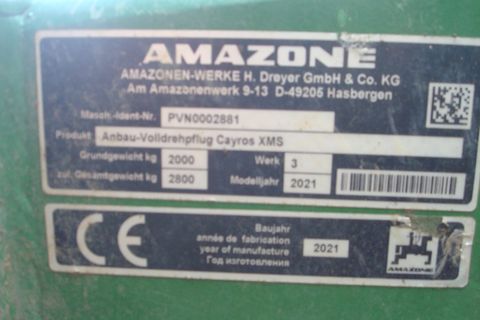 AMAZONE
AMAZONEN-WERKE H. Dreyer GmbH & Co. KG
Am Amazonenwerk 9-13 D-49205 Hasbergen
Masch.-Ident-Nr. PVN0002881
Produkt Anbau-Volldrehpflug Cayros XMS
Grundgewicht kg 2000 Werk 3
zul. Gesamtgewicht kg 2800 Modelljahr 2021
CE
Baujahr
année de fabrication
year of manufacture
Год изготовления
2021
AMAZONE